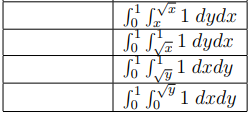 ∫₀¹ ∫ₓ^√x 1 dydx
∫₀¹ ∫_√x^1 1 dydx
∫₀¹ ∫_√y^1 1 dxdy
∫₀¹ ∫₀^√y 1 dxdy